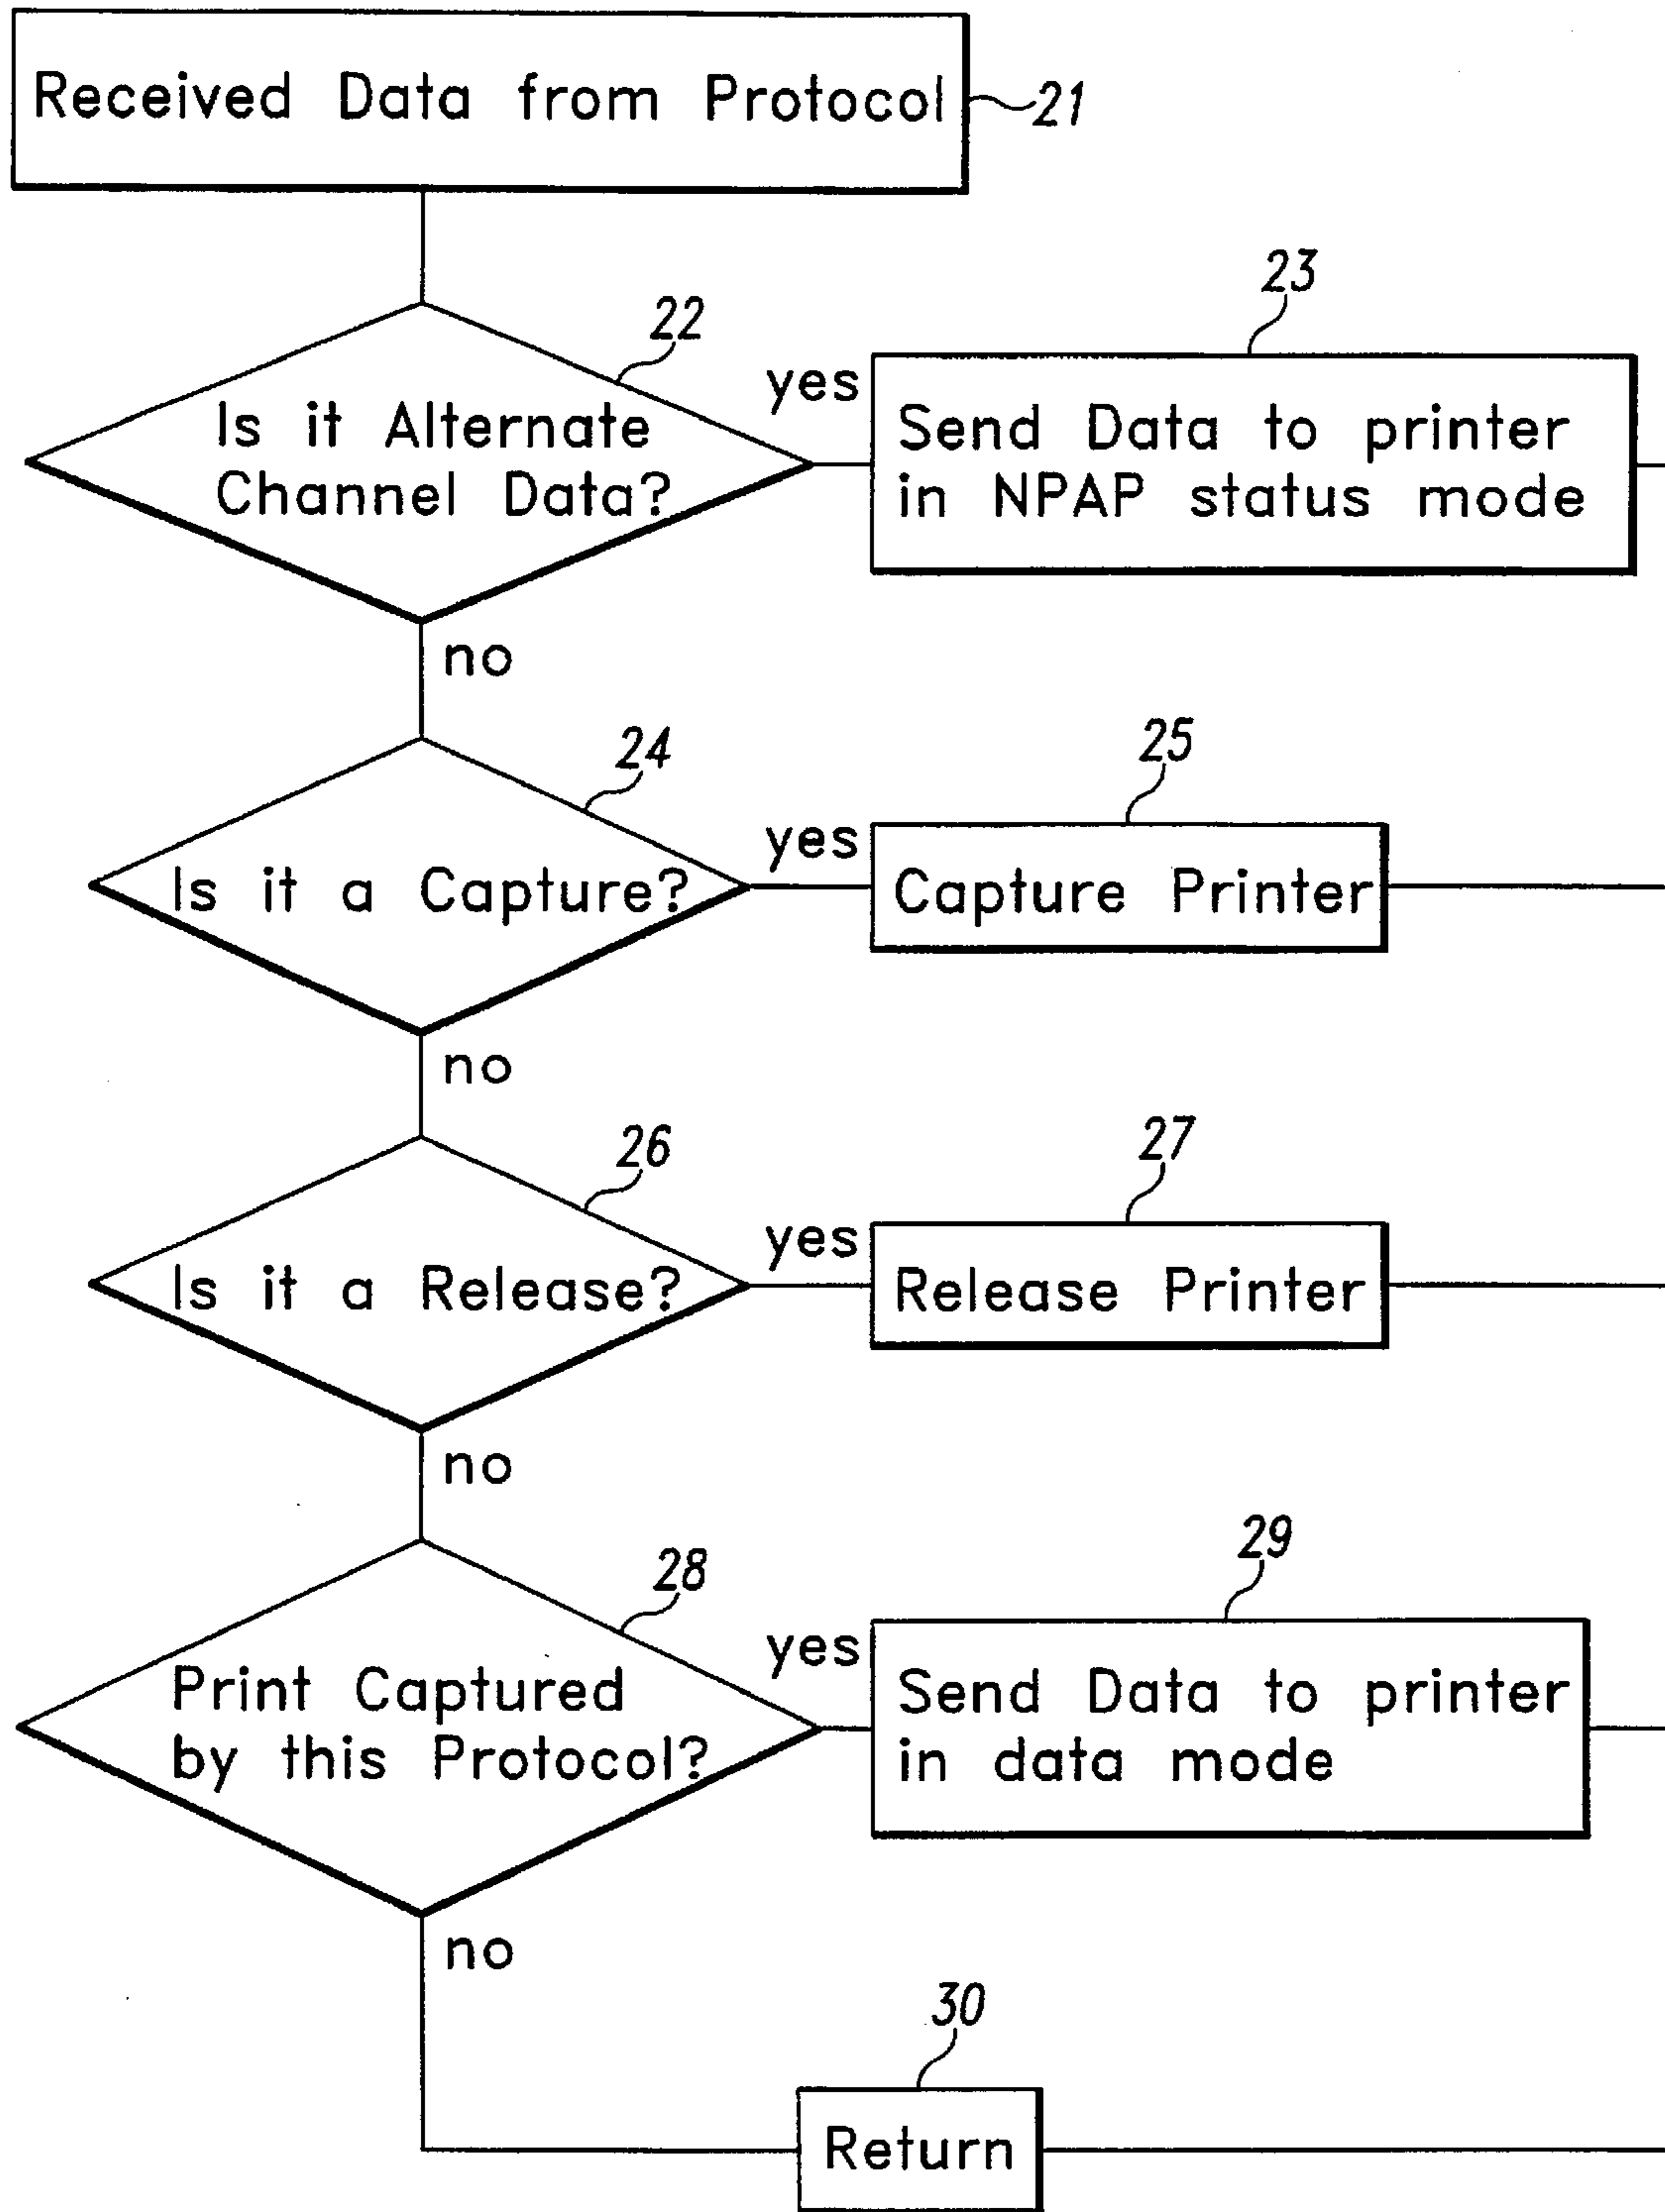 Received Data from Protocol
21
22
Is it Alternate
Channel Data?
yes
23
Send Data to printer
in NPAP status mode
no
24
Is it a Capture?
yes
25
Capture Printer
no
26
Is it a Release?
yes
27
Release Printer
no
28
Print Captured
by this Protocol?
yes
29
Send Data to printer
in data mode
no
30
Return